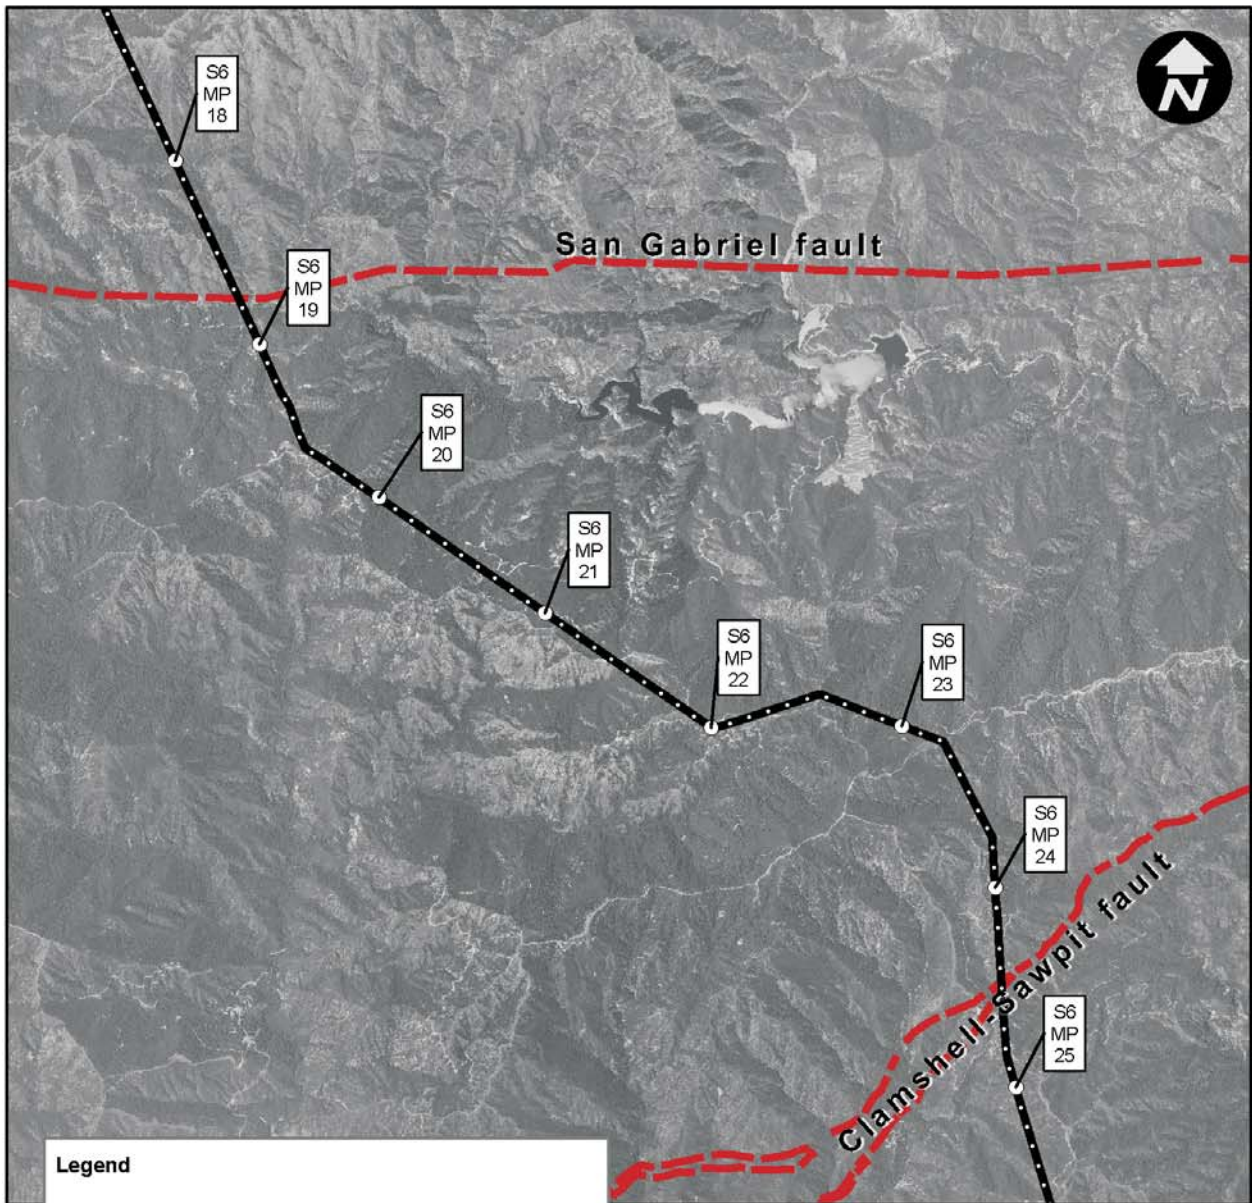 N
S6
MP
18
San Gabriel fault
S6
MP
19
S6
MP
20
S6
MP
21
S6
MP
22
S6
MP
23
S6
MP
24
Clamshell-Sawpit fault
S6
MP
25
Legend